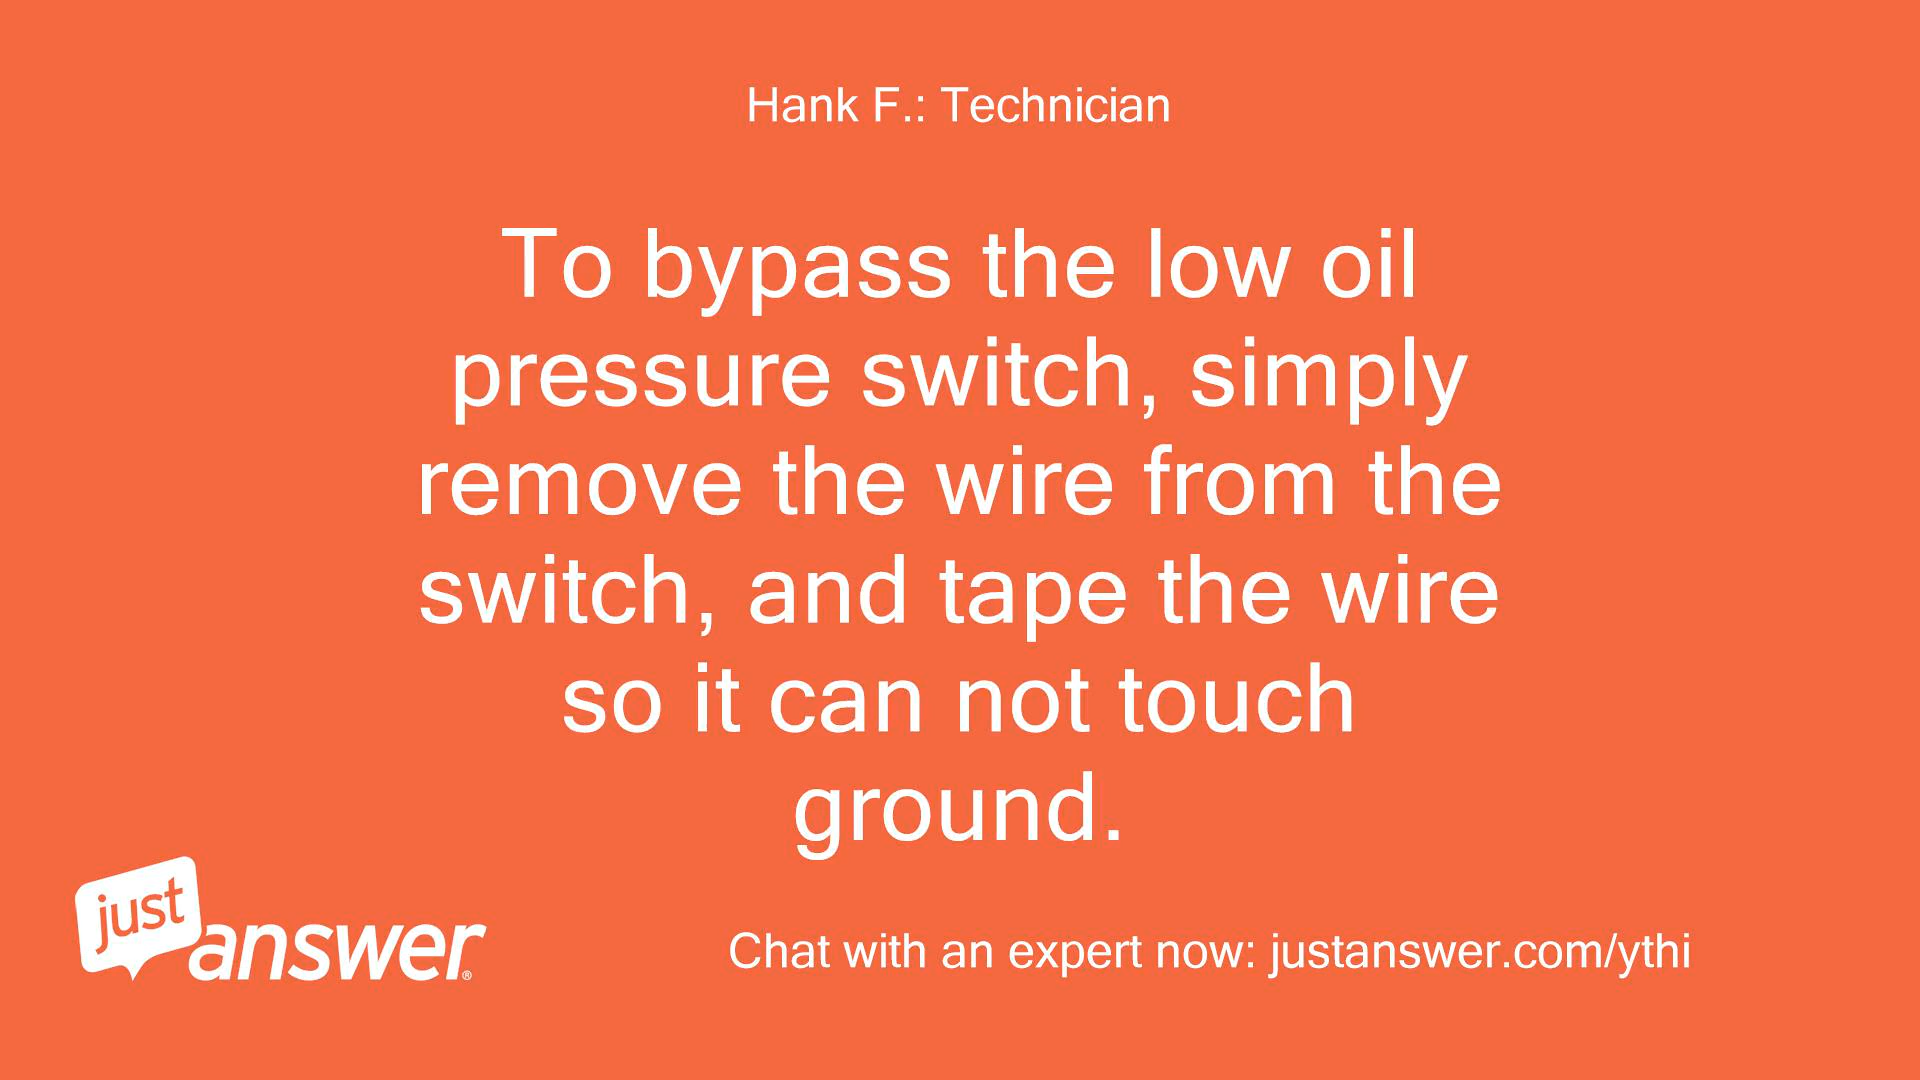 Hank F.: Technician
To bypass the low oil
pressure switch, simply
remove the wire from the
switch, and tape the wire
so it can not touch
ground.
just
answer®
Chat with an expert now: justanswer.com/ythi